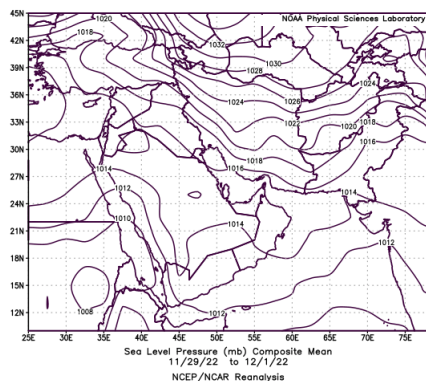 NOAA Physical Sciences Laboratory
45N
42N
39N
36N
33N
30N
27N
24N
21N
18N
15N
12N
1020
1018
1032
1030
1028
1024
1026
1022
1024
1020
1018
1016
1018
1016
1014
1012
1010
1014
1014
1012
1008
1012
25E 30E 35E 40E 45E 50E 55E 60E 65E 70E 75E
Sea Level Pressure (mb) Composite Mean
11/29/22 to 12/1/22
NCEP/NCAR Reanalysis